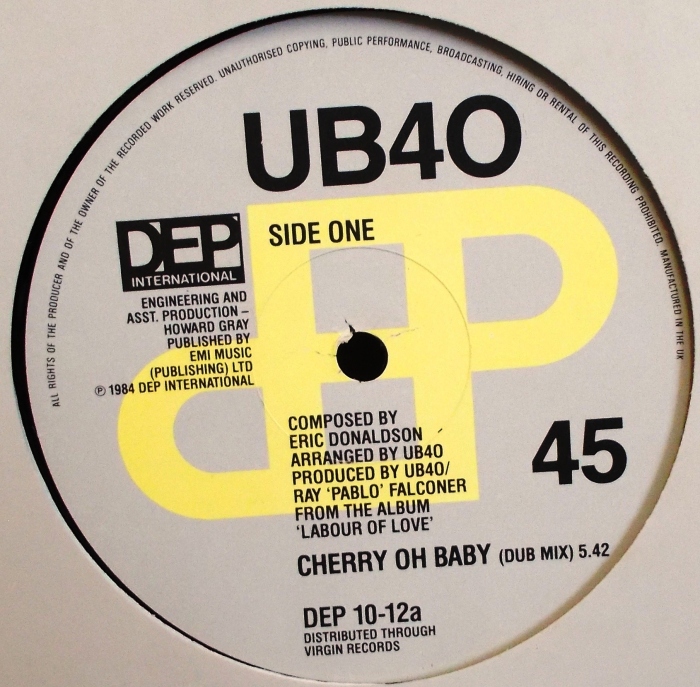 ALL RIGHTS OF THE PRODUCER AND OF THE OWNER OF THE RECORDED WORK RESERVED. UNAUTHORISED COPYING, PUBLIC PERFORMANCE, BROADCASTING, HIRING OR RENTAL OF THIS RECORDING PROHIBITED. MANUFACTURED IN THE UK
UB40
DEP
INTERNATIONAL
SIDE ONE
ENGINEERING AND
ASST. PRODUCTION –
HOWARD GRAY
PUBLISHED BY
EMI MUSIC
(PUBLISHING) LTD
℗ 1984 DEP INTERNATIONAL
COMPOSED BY
ERIC DONALDSON
ARRANGED BY UB40
PRODUCED BY UB40/
RAY ‘PABLO’ FALCONER
FROM THE ALBUM
‘LABOUR OF LOVE’
45
CHERRY OH BABY (DUB MIX) 5.42
DEP 10-12a
DISTRIBUTED THROUGH
VIRGIN RECORDS